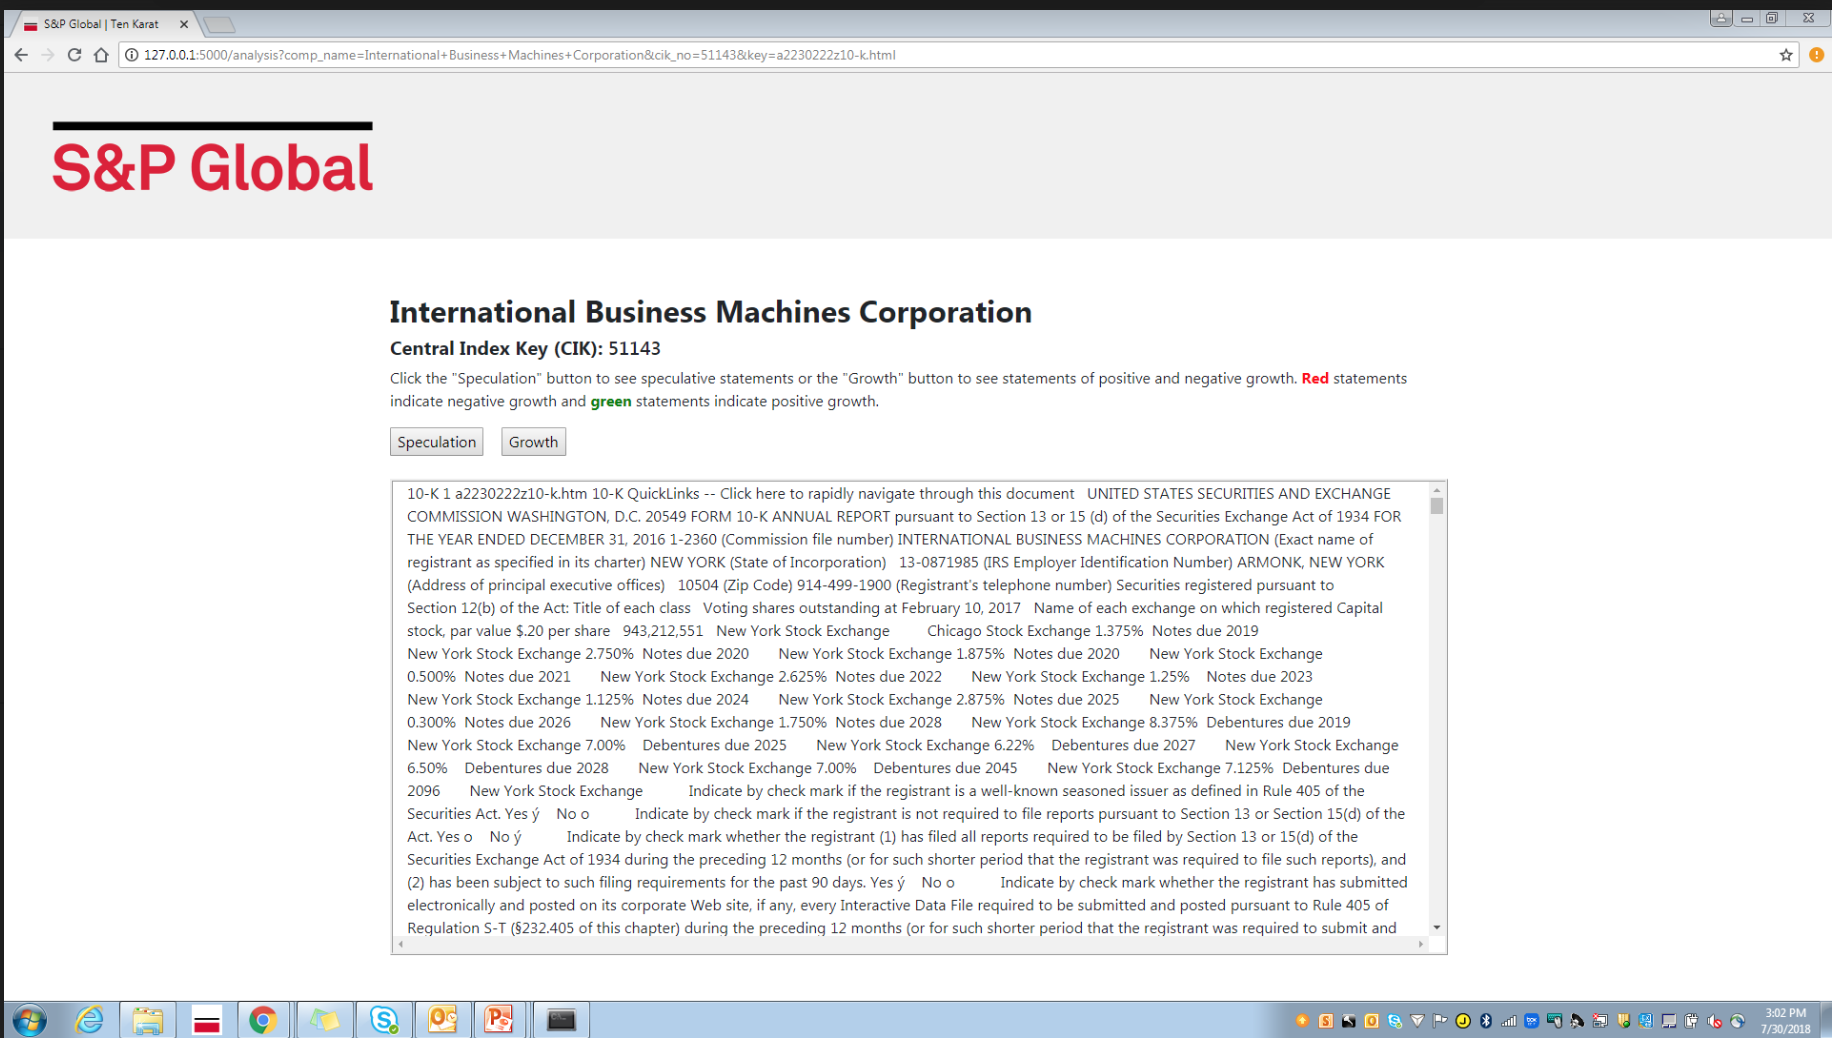 S&P Global | Ten Karat
127.0.0.1:5000/analysis?comp_name=International+Business+Machines+Corporation&cik_no=51143&key=a2230222z10-k.html
S&P Global
International Business Machines Corporation
Central Index Key (CIK): 51143
Click the "Speculation" button to see speculative statements or the "Growth" button to see statements of positive and negative growth. Red statements
indicate negative growth and green statements indicate positive growth.
Speculation Growth
10-K 1 a2230222z10-k.htm 10-K QuickLinks -- Click here to rapidly navigate through this document UNITED STATES SECURITIES AND EXCHANGE
COMMISSION WASHINGTON, D.C. 20549 FORM 10-K ANNUAL REPORT pursuant to Section 13 or 15 (d) of the Securities Exchange Act of 1934 FOR
THE YEAR ENDED DECEMBER 31, 2016 1-2360 (Commission file number) INTERNATIONAL BUSINESS MACHINES CORPORATION (Exact name of
registrant as specified in its charter) NEW YORK (State of Incorporation) 13-0871985 (IRS Employer Identification Number) ARMONK, NEW YORK
(Address of principal executive offices) 10504 (Zip Code) 914-499-1900 (Registrant's telephone number) Securities registered pursuant to
Section 12(b) of the Act: Title of each class Voting shares outstanding at February 10, 2017 Name of each exchange on which registered Capital
stock, par value $.20 per share 943,212,551 New York Stock Exchange Chicago Stock Exchange 1.375% Notes due 2019
New York Stock Exchange 2.750% Notes due 2020 New York Stock Exchange 1.875% Notes due 2020 New York Stock Exchange
0.500% Notes due 2021 New York Stock Exchange 2.625% Notes due 2022 New York Stock Exchange 1.25% Notes due 2023
New York Stock Exchange 1.125% Notes due 2024 New York Stock Exchange 2.875% Notes due 2025 New York Stock Exchange
0.300% Notes due 2026 New York Stock Exchange 1.750% Notes due 2028 New York Stock Exchange 8.375% Debentures due 2019
New York Stock Exchange 7.00% Debentures due 2025 New York Stock Exchange 6.22% Debentures due 2027 New York Stock Exchange
6.50% Debentures due 2028 New York Stock Exchange 7.00% Debentures due 2045 New York Stock Exchange 7.125% Debentures due
2096 New York Stock Exchange Indicate by check mark if the registrant is a well-known seasoned issuer as defined in Rule 405 of the
Securities Act. Yes ý No o Indicate by check mark if the registrant is not required to file reports pursuant to Section 13 or Section 15(d) of the
Act. Yes o No ý Indicate by check mark whether the registrant (1) has filed all reports required to be filed by Section 13 or 15(d) of the
Securities Exchange Act of 1934 during the preceding 12 months (or for such shorter period that the registrant was required to file such reports), and
(2) has been subject to such filing requirements for the past 90 days. Yes ý No o Indicate by check mark whether the registrant has submitted
electronically and posted on its corporate Web site, if any, every Interactive Data File required to be submitted and posted pursuant to Rule 405 of
Regulation S-T (§232.405 of this chapter) during the preceding 12 months (or for such shorter period that the registrant was required to submit and
3:02 PM
7/30/2018